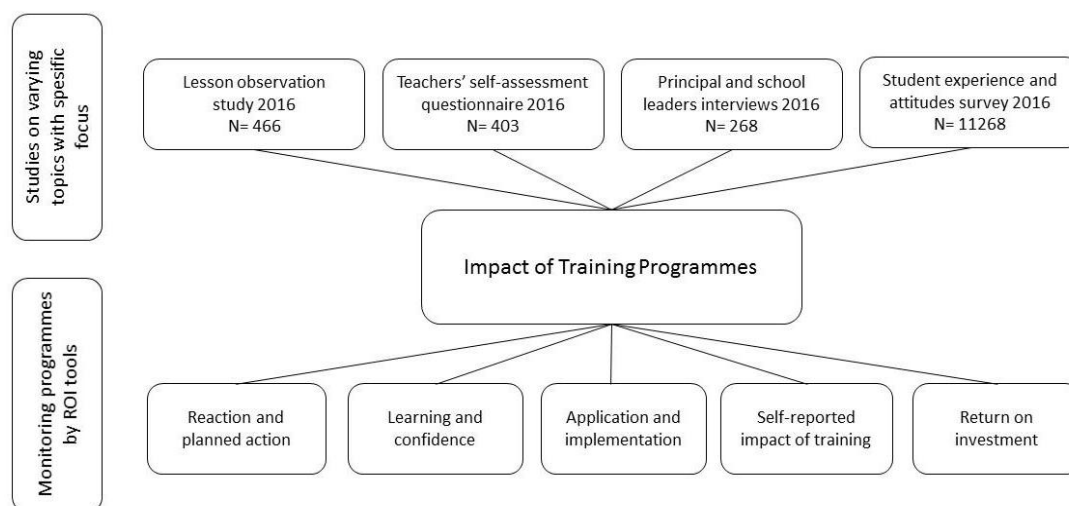 Studies on varying
topics with spesific
focus
Lesson observation
study 2016
N= 466
Teachers' self-assessment
questionnaire 2016
N= 403
Principal and school
leaders interviews 2016
N= 268
Student experience and
attitudes survey 2016
N= 11268
Impact of Training Programmes
Monitoring programmes
by ROI tools
Reaction and
planned action
Learning and
confidence
Application and
implementation
Self-reported
impact of training
Return on
investment